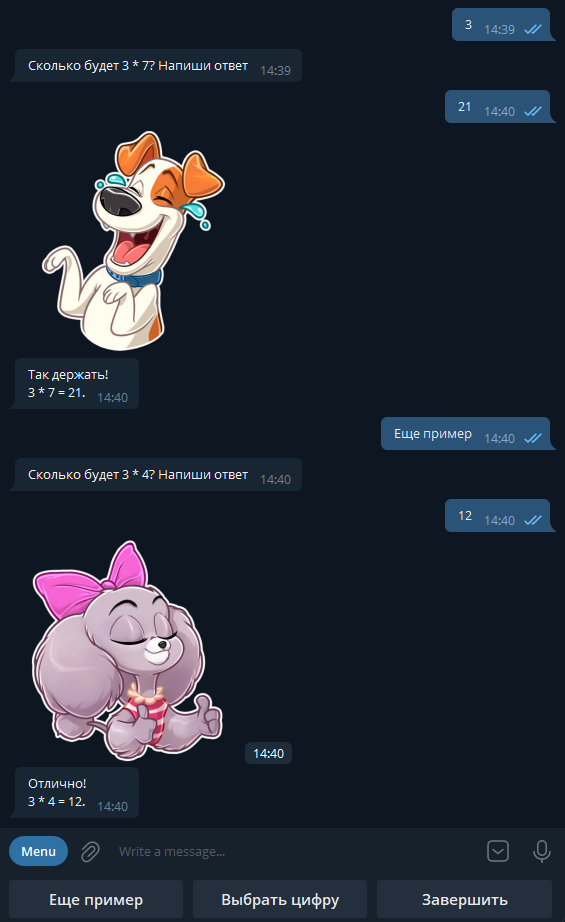 3 14:39
Сколько будет 3 * 7? Напиши ответ 14:39
21 14:40
Так держать!
3 * 7 = 21. 14:40
Еще пример 14:40
Сколько будет 3 * 4? Напиши ответ 14:40
12 14:40
14:40
Отлично!
3 * 4 = 12. 14:40
Menu Write a message...
Еще пример Выбрать цифру Завершить